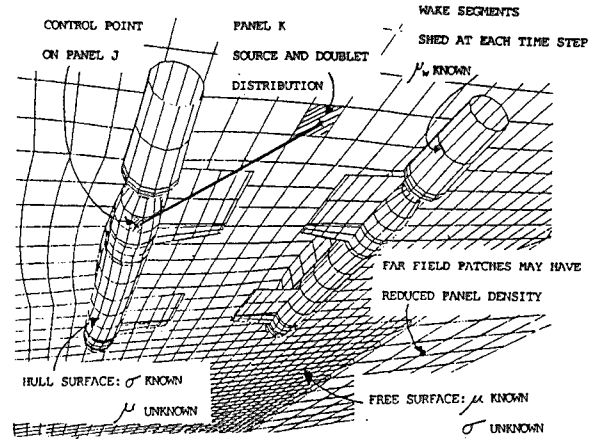 CONTROL POINT
ON PANEL J
PANEL K
SOURCE AND DOUBLET
DISTRIBUTION
WAKE SEGMENTS
SHED AT EACH TIME STEP
μw KNOWN
FAR FIELD PATCHES MAY HAVE
REDUCED PANEL DENSITY
HULL SURFACE: σ KNOWN
μ UNKNOWN
FREE SURFACE: μ KNOWN
σ UNKNOWN